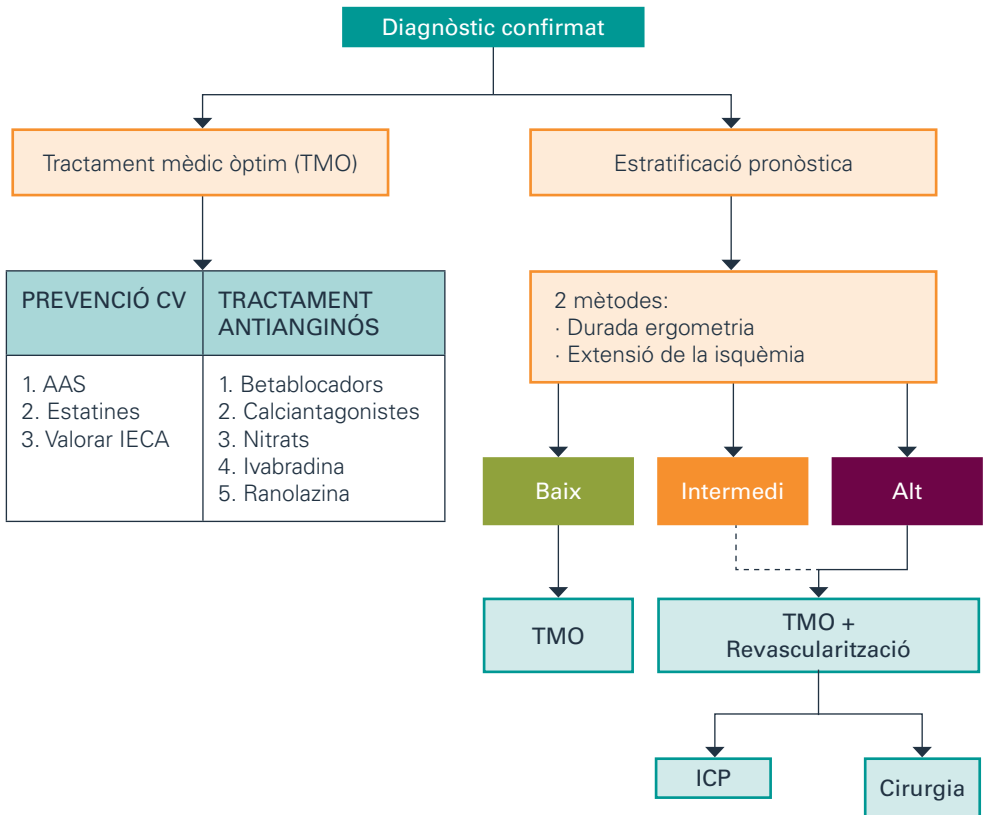 Diagnòstic confirmat
Tractament mèdic òptim (TMO)
Estratificació pronòstica
PREVENCIÓ CV
TRACTAMENT
ANTIANGINÓS
1. AAS
2. Estatines
3. Valorar IECA
1. Betablocadors
2. Calciantagonistes
3. Nitrats
4. Ivabradina
5. Ranolazina
2 mètodes:
· Durada ergometria
· Extensió de la isquèmia
Baix
Intermedi
Alt
TMO
TMO +
Revascularització
ICP
Cirurgia